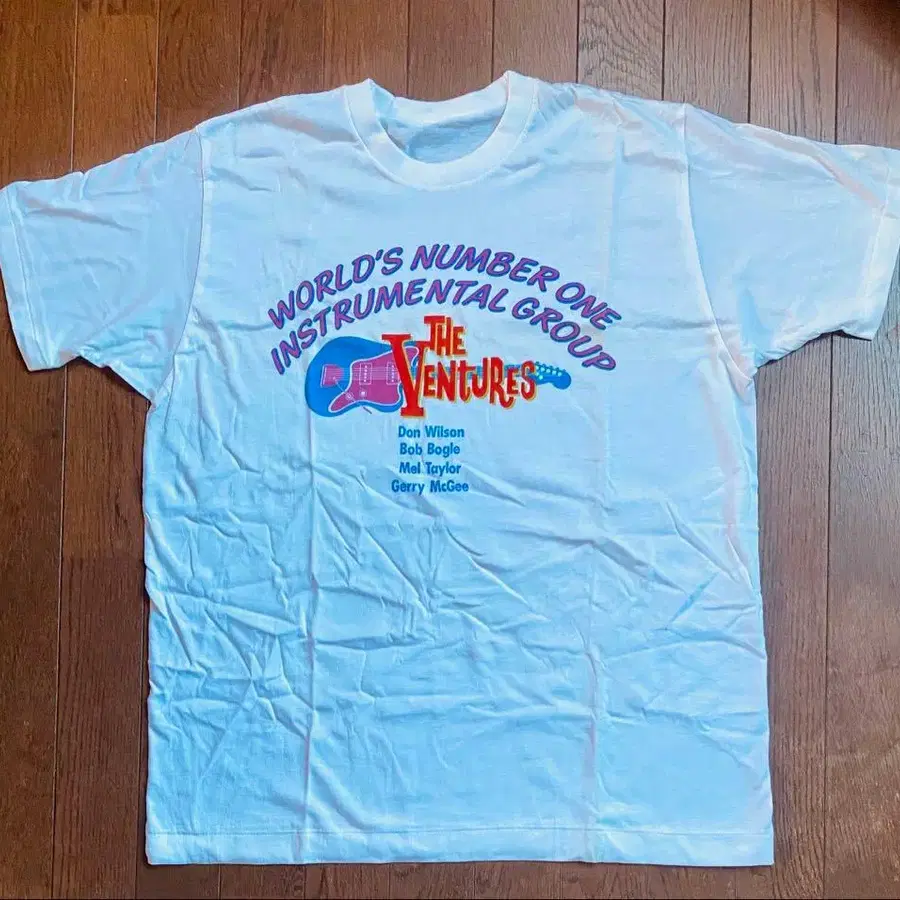 WORLD'S NUMBER ONE
INSTRUMENTAL GROUP
THE
VENTURES
Don Wilson
Bob Bogle
Mel Taylor
Gerry McGee